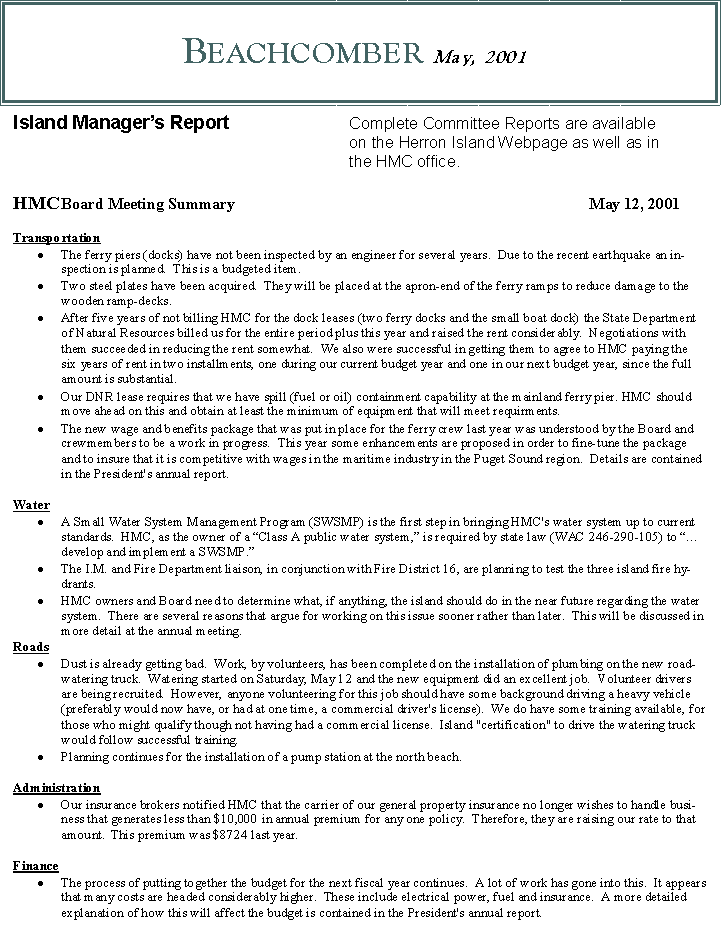 BEACHCOMBER May, 2001
Island Manager's Report
Complete Committee Reports are available
on the Herron Island Webpage as well as in
the HMC office.
HMC Board Meeting Summary May 12, 2001
Transportation
• The ferry piers (docks) have not been inspected by an engineer for several years. Due to the recent earthquake an in-
spection is planned. This is a budgeted item.
• Two steel plates have been acquired. They will be placed at the apron-end of the ferry ramps to reduce damage to the
wooden ramp-decks.
• After five years of not billing HMC for the dock leases (two ferry docks and the small boat dock) the State Department
of Natural Resources billed us for the entire period plus this year and raised the rent considerably. Negotiations with
them succeeded in reducing the rent somewhat. We also were successful in getting them to agree to HMC paying the
six years of rent in two installments, one during our current budget year and one in our next budget year, since the full
amount is substantial.
• Our DNR lease requires that we have spill (fuel or oil) containment capability at the mainland ferry pier. HMC should
move ahead on this and obtain at least the minimum of equipment that will meet requirments.
• The new wage and benefits package that was put in place for the ferry crew last year was understood by the Board and
crewmembers to be a work in progress. This year some enhancements are proposed in order to fine-tune the package
and to insure that it is competitive with wages in the maritime industry in the Puget Sound region. Details are contained
in the President's annual report.
Water
• A Small Water System Management Program (SWSMP) is the first step in bringing HMC's water system up to current
standards. HMC, as the owner of a “Class A public water system,” is required by state law (WAC 246-290-105) to “…
develop and implement a SWSMP.”
• The I.M. and Fire Department liaison, in conjunction with Fire District 16, are planning to test the three island fire hy-
drants.
• HMC owners and Board need to determine what, if anything, the island should do in the near future regarding the water
system. There are several reasons that argue for working on this issue sooner rather than later. This will be discussed in
more detail at the annual meeting.
Roads
• Dust is already getting bad. Work, by volunteers, has been completed on the installation of plumbing on the new road-
watering truck. Watering started on Saturday, May 12 and the new equipment did an excellent job. Volunteer drivers
are being recruited. However, anyone volunteering for this job should have some background driving a heavy vehicle
(preferably would now have, or had at one time, a commercial driver's license). We do have some training available, for
those who might qualify though not having had a commercial license. Island "certification" to drive the watering truck
would follow successful training.
• Planning continues for the installation of a pump station at the north beach.
Administration
• Our insurance brokers notified HMC that the carrier of our general property insurance no longer wishes to handle busi-
ness that generates less than $10,000 in annual premium for any one policy. Therefore, they are raising our rate to that
amount. This premium was $8724 last year.
Finance
• The process of putting together the budget for the next fiscal year continues. A lot of work has gone into this. It appears
that many costs are headed considerably higher. These include electrical power, fuel and insurance. A more detailed
explanation of how this will affect the budget is contained in the President's annual report.